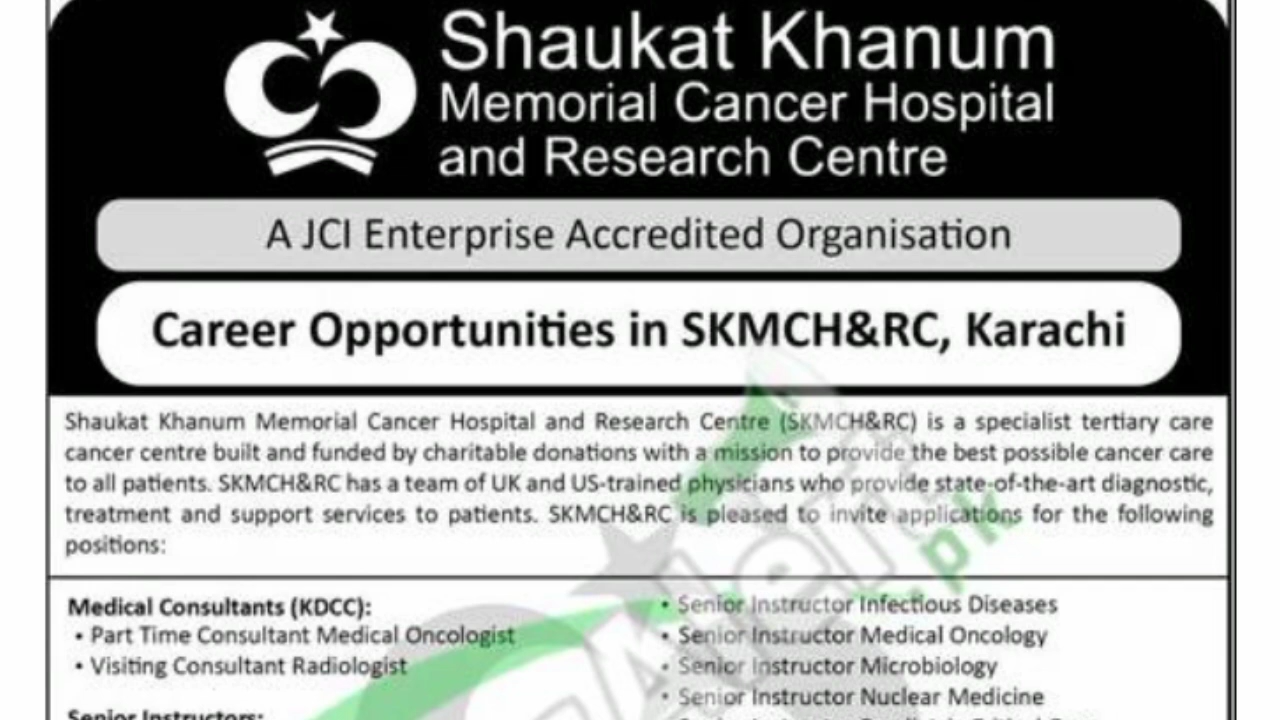 Shaukat Khanum
Memorial Cancer Hospital
and Research Centre
A JCI Enterprise Accredited Organisation
Career Opportunities in SKMCH&RC, Karachi
Shaukat Khanum Memorial Cancer Hospital and Research Centre (SKMCH&RC) is a specialist tertiary care
cancer centre built and funded by charitable donations with a mission to provide the best possible cancer care
to all patients. SKMCH&RC has a team of UK and US-trained physicians who provide state-of-the-art diagnostic,
treatment and support services to patients. SKMCH&RC is pleased to invite applications for the following
positions:
Medical Consultants (KDCC):
• Part Time Consultant Medical Oncologist
• Visiting Consultant Radiologist
Senior Instructors:
• Senior Instructor Infectious Diseases
• Senior Instructor Medical Oncology
• Senior Instructor Microbiology
• Senior Instructor Nuclear Medicine
.pk